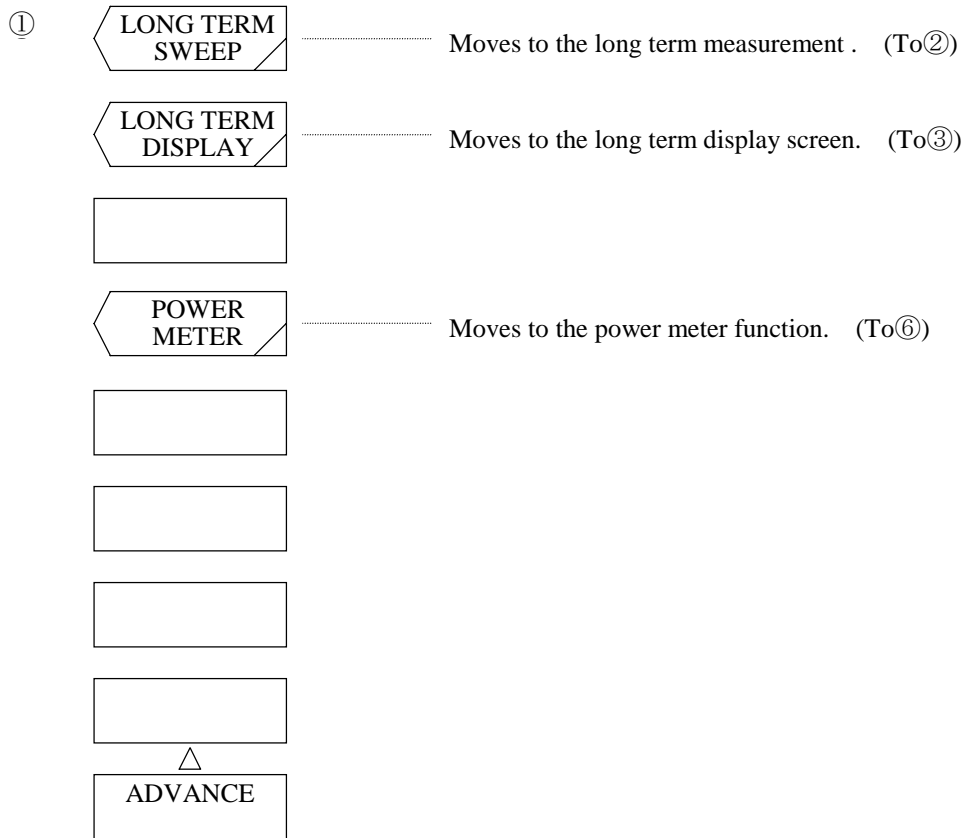 ①
LONG TERM
SWEEP
Moves to the long term measurement . (To②)
LONG TERM
DISPLAY
Moves to the long term display screen. (To③)
POWER
METER
Moves to the power meter function. (To⑥)
ADVANCE